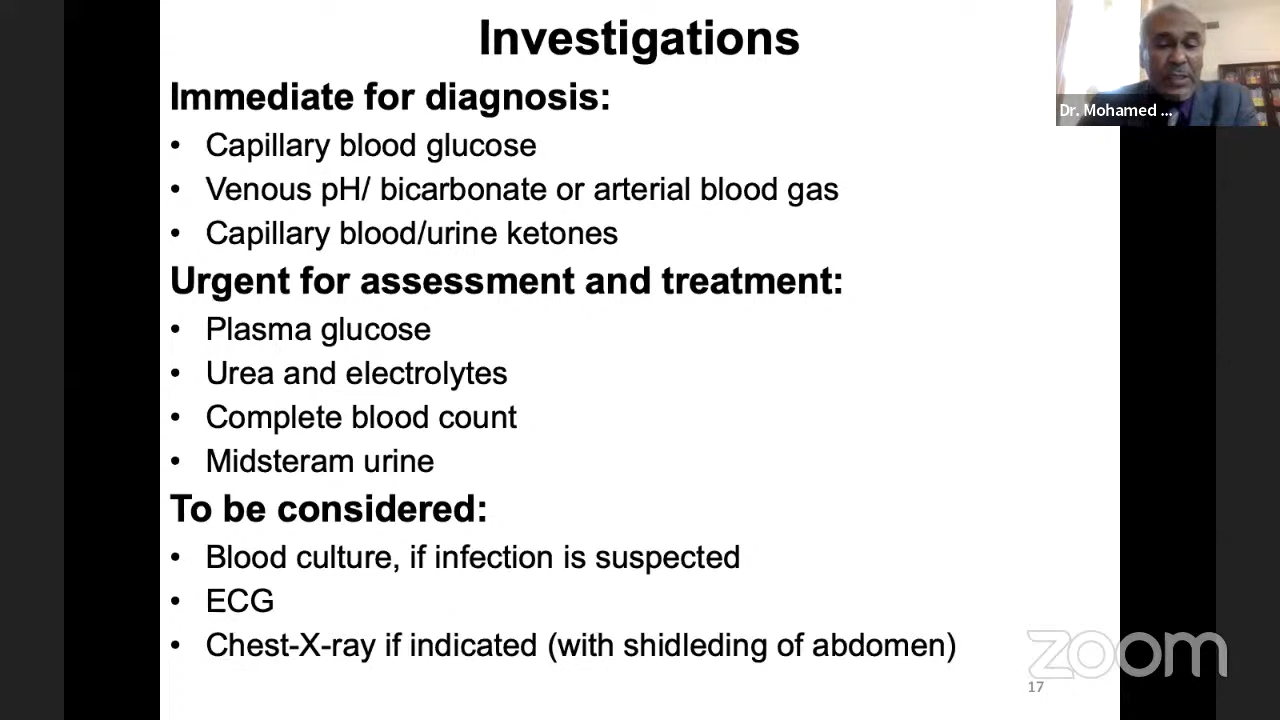 Investigations
Immediate for diagnosis:
• Capillary blood glucose
• Venous pH/ bicarbonate or arterial blood gas
• Capillary blood/urine ketones
Urgent for assessment and treatment:
• Plasma glucose
• Urea and electrolytes
• Complete blood count
• Midsteram urine
To be considered:
• Blood culture, if infection is suspected
• ECG
• Chest-X-ray if indicated (with shidleding of abdomen)
17
Dr. Mohamed ...
zoom